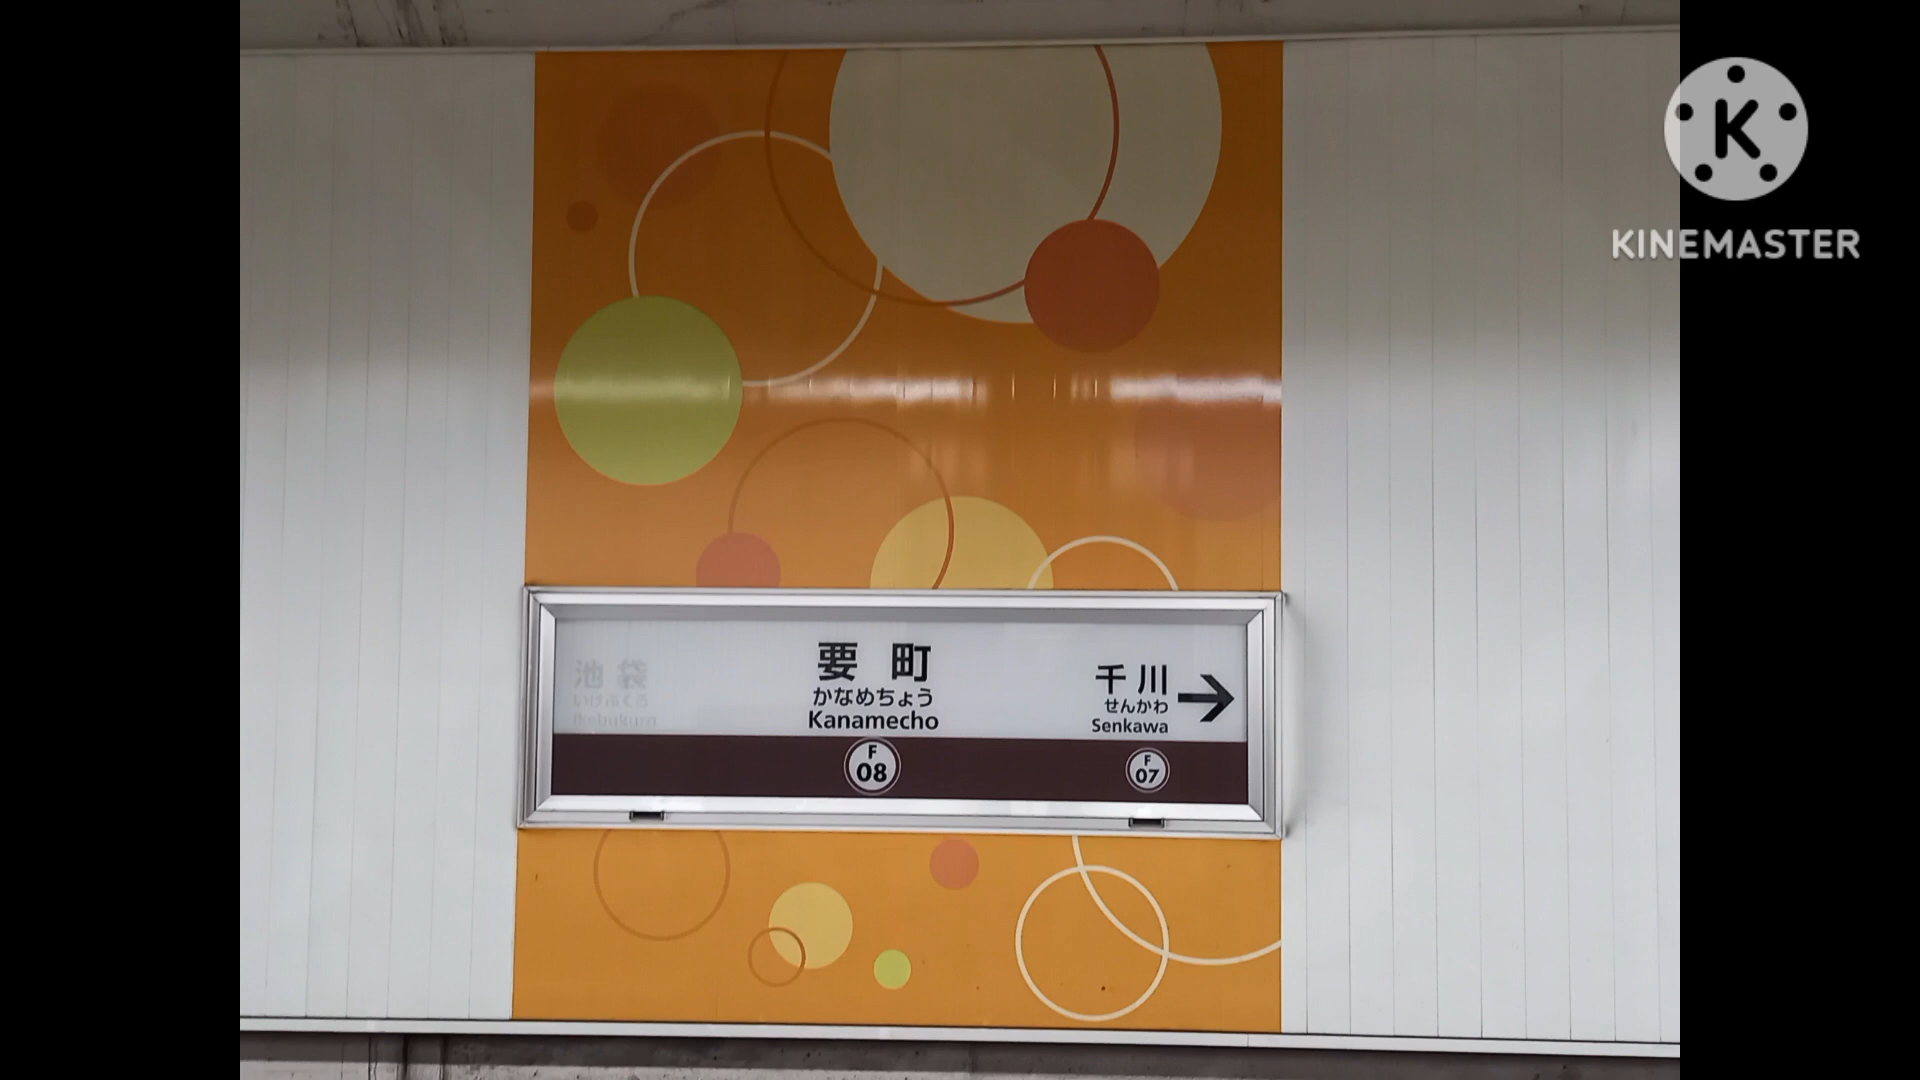 K
KINEMASTER
池袋
いけぶくろ
Ikebukuro
要町
かなめちょう
Kanamecho
F
08
千川
せんかわ
Senkawa
F
07